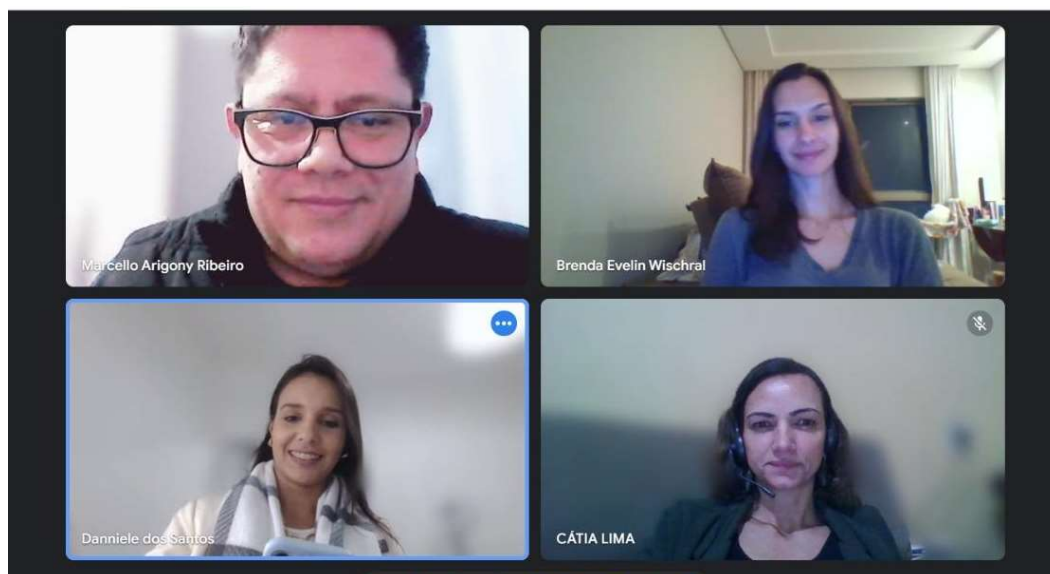 Marcello Arigony Ribeiro
Brenda Evelin Wischral
Danniele dos Santos
CÁTIA LIMA